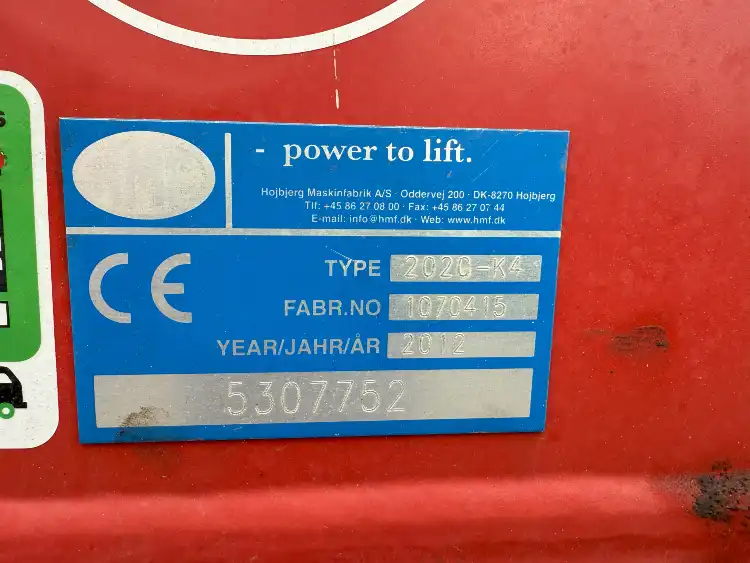 - power to lift.
Hojbjerg Maskinfabrik A/S · Oddervej 200 · DK-8270 Hojbjerg
Tlf: +45 86 27 08 00 · Fax: +45 86 27 07 44
E-mail: info@hmf.dk · Web: www.hmf.dk
CE
TYPE 2020-K4
FABR.NO 1070415
YEAR/JAHR/ÅR 2012
5307752